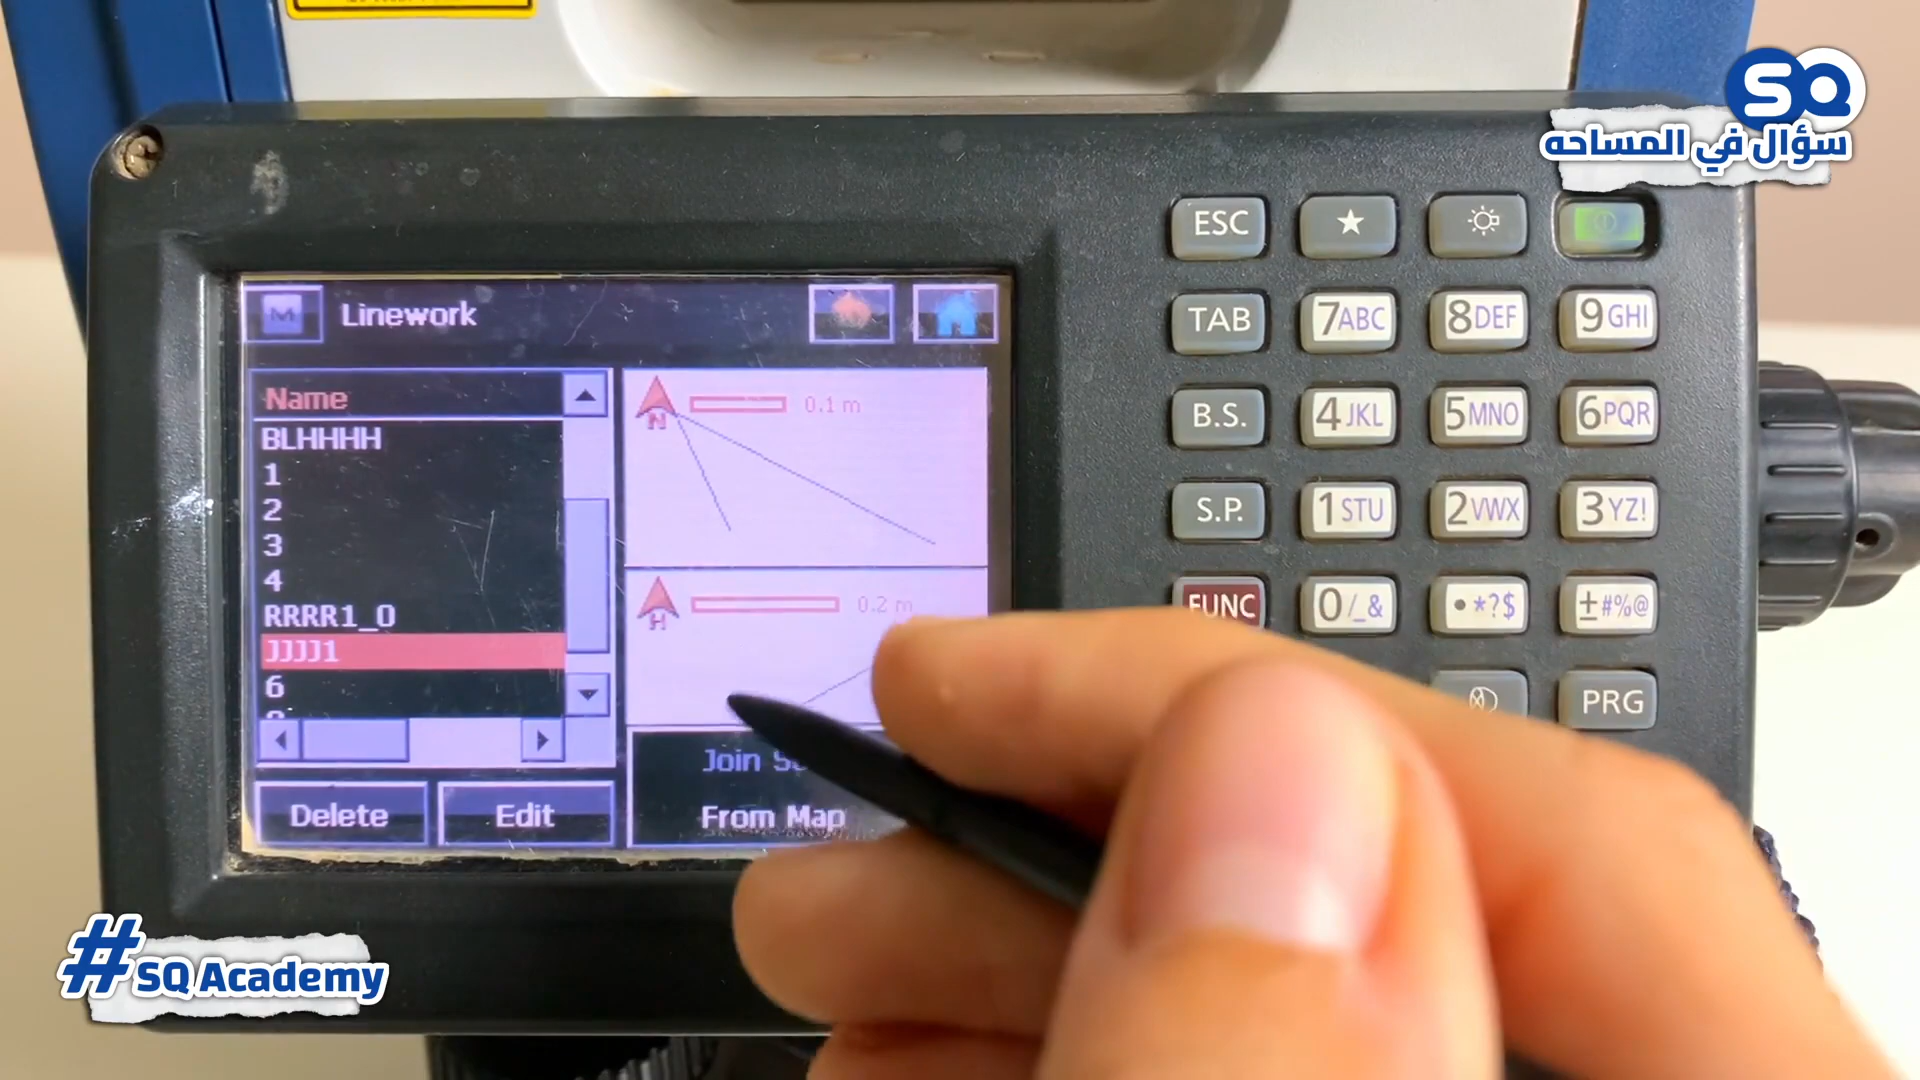 SQ
سؤال في المساحه
ESC
TAB 7ABC 8DEF 9GHI
B.S. 4JKL 5MNO 6PQR
S.P. 1STU 2VWX 3YZ!
FUNC 0/_& •*?$ ±#%@
PRG
M Linework
Name
BLHHHH
1
2
3
4
RRRR1_0
JJJJ1
6
N 0.1 m
H 0.2 m
Join
From Map
Delete Edit
#SQ Academy